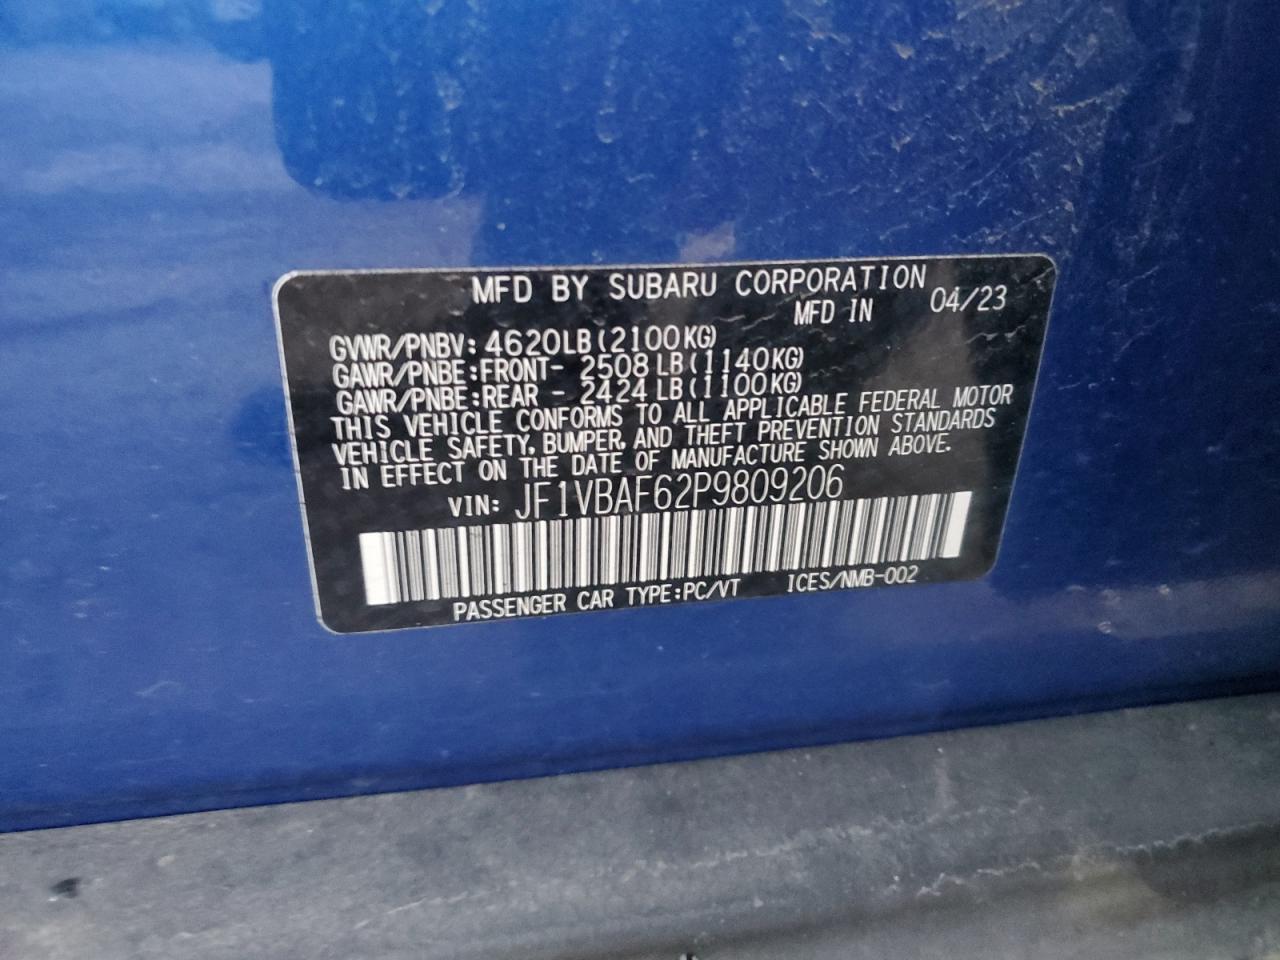 MFD BY SUBARU CORPORATION
MFD IN 04/23
GVWR/PNBV: 4620LB (2100KG)
GAWR/PNBE:FRONT- 2508 LB (1140KG)
GAWR/PNBE:REAR - 2424 LB (1100KG)
THIS VEHICLE CONFORMS TO ALL APPLICABLE FEDERAL MOTOR
VEHICLE SAFETY, BUMPER, AND THEFT PREVENTION STANDARDS
IN EFFECT ON THE DATE OF MANUFACTURE SHOWN ABOVE.
VIN: JF1VBAF62P9809206
PASSENGER CAR TYPE:PC/VT ICES/NMB-002